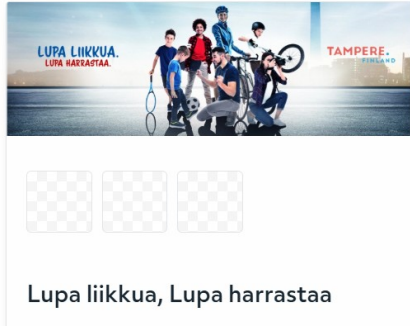 LUPA LIIKKUA.
LUPA HARRASTAA.
TAMPERE.
FINLAND
Lupa liikkua, Lupa harrastaa